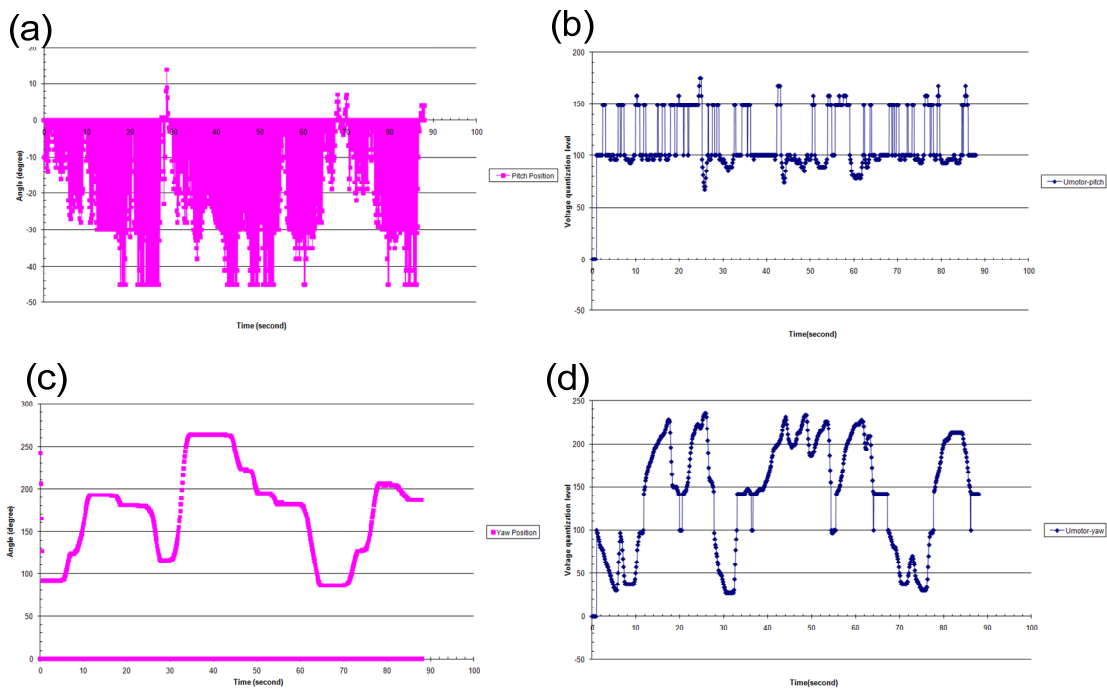 (a)
20
10
0
-10
-20
-30
-40
-50
0 10 20 30 40 50 60 70 80 90 100
Angle (degree)
Time (second)
Pitch Position
(b)
200
150
100
50
0
-50
0 10 20 30 40 50 60 70 80 90 100
Voltage quantization level
Time(second)
Umotor-pitch
(c)
300
250
200
150
100
50
0
0 10 20 30 40 50 60 70 80 90 100
Angle (degree)
Time (second)
Yaw Position
(d)
250
200
150
100
50
0
-50
0 10 20 30 40 50 60 70 80 90 100
Voltage quantization level
Time(second)
Umotor-yaw